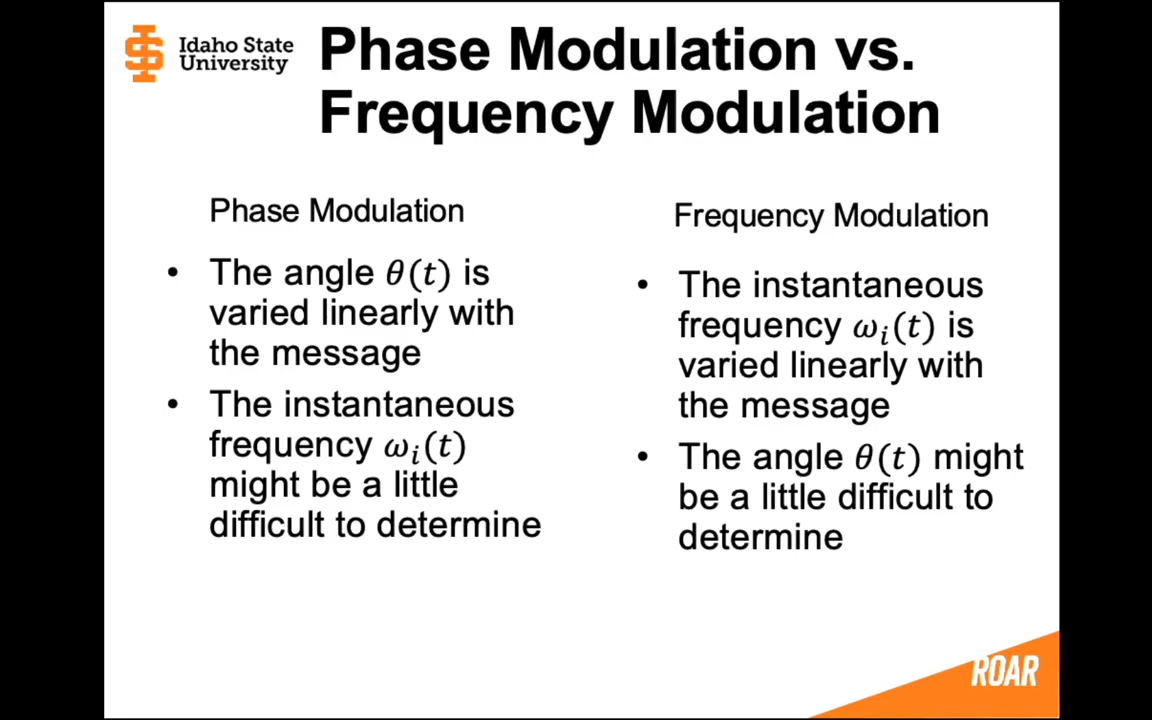 Idaho State
University
Phase Modulation vs.
Frequency Modulation
Phase Modulation
• The angle θ(t) is
varied linearly with
the message
• The instantaneous
frequency ωᵢ(t)
might be a little
difficult to determine
Frequency Modulation
• The instantaneous
frequency ωᵢ(t) is
varied linearly with
the message
• The angle θ(t) might
be a little difficult to
determine
ROAR